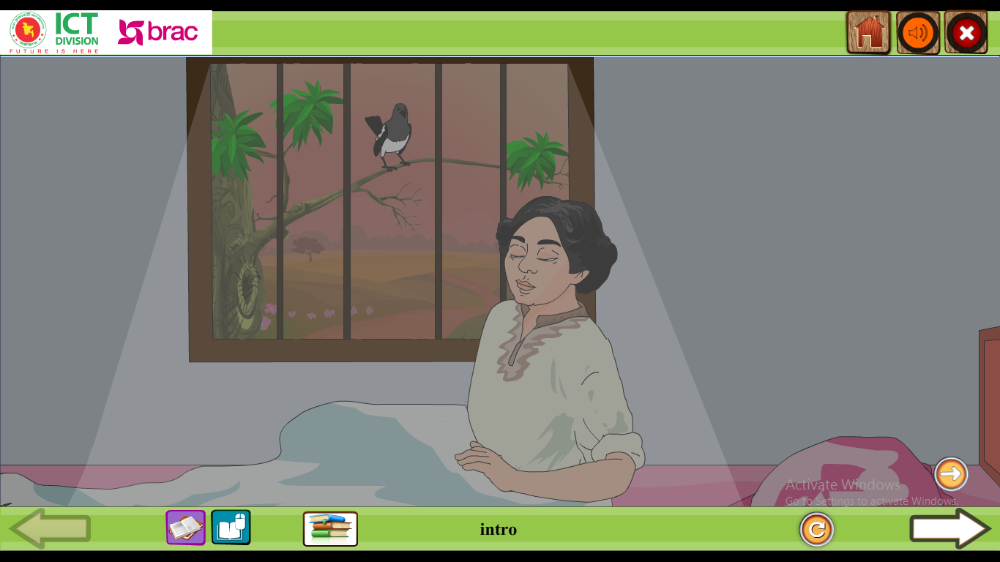 ICT
DIVISION
FUTURE IS HERE
brac
Activate Windows
Go to Settings to activate Windows.
intro